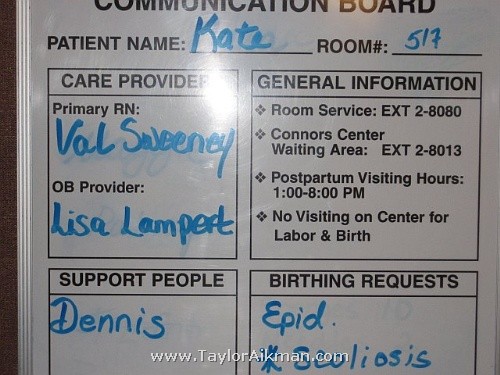 COMMUNICATION BOARD
PATIENT NAME: Kate ROOM#: 517
CARE PROVIDER
Primary RN:
Val Sweeney
OB Provider:
Lisa Lampert
GENERAL INFORMATION
❖ Room Service: EXT 2-8080
❖ Connors Center
Waiting Area: EXT 2-8013
❖ Postpartum Visiting Hours:
1:00-8:00 PM
❖ No Visiting on Center for
Labor & Birth
SUPPORT PEOPLE
Dennis
BIRTHING REQUESTS
Epid.
* Scoliosis
www.TaylorAikman.com